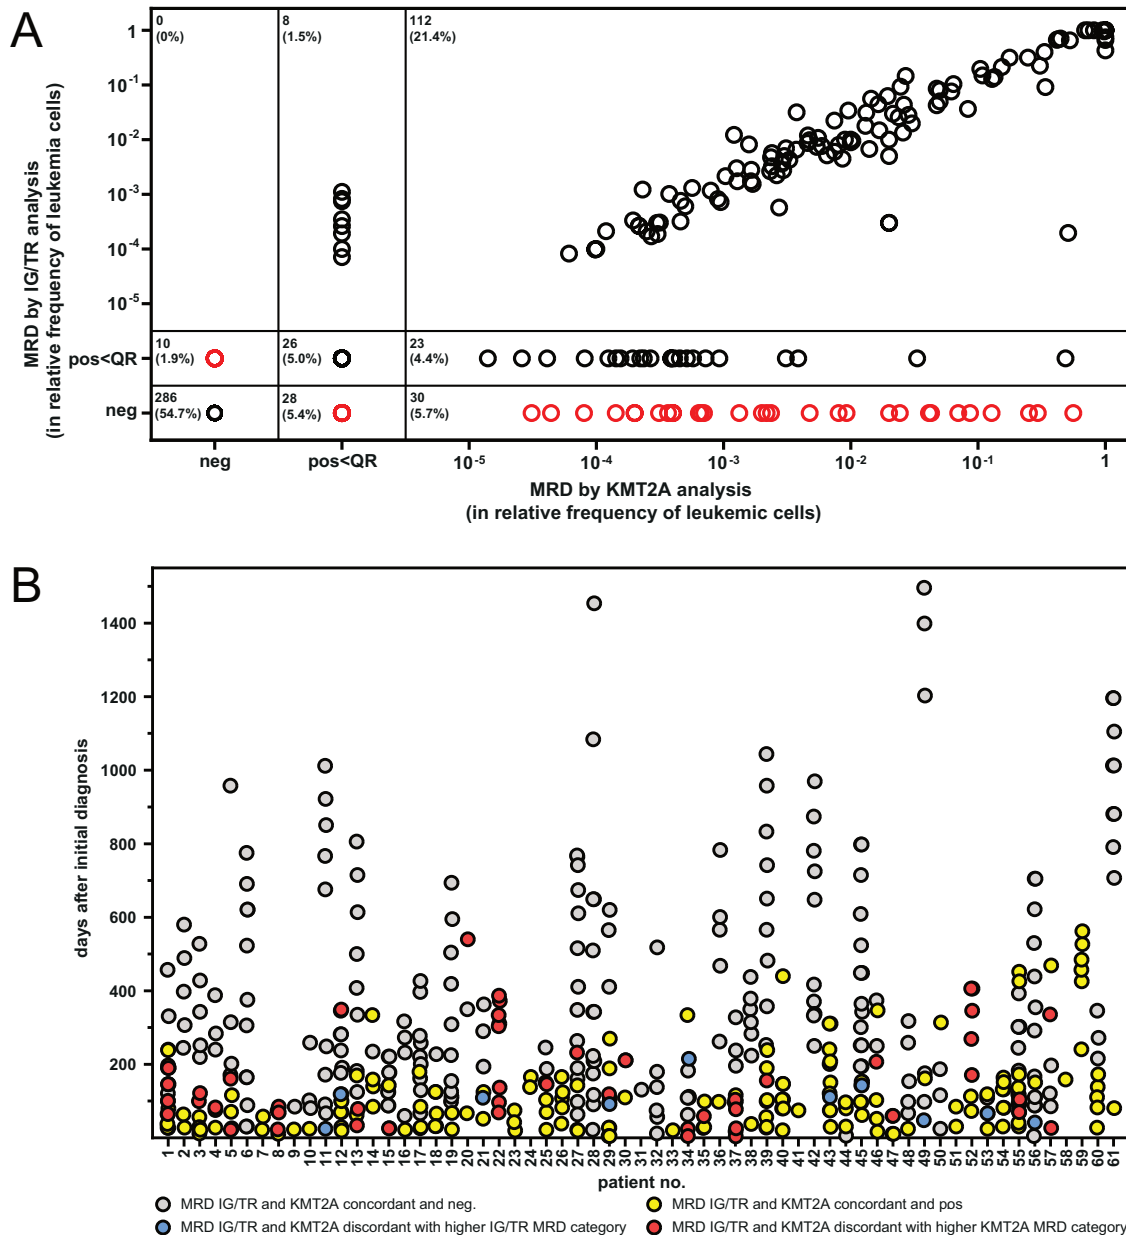 A
0
(0%)
8
(1.5%)
112
(21.4%)
MRD by IG/TR analysis
(in relative frequency of leukemia cells)
1
10-1
10-2
10-3
10-4
10-5
pos<QR
neg
10
(1.9%)
26
(5.0%)
23
(4.4%)
286
(54.7%)
28
(5.4%)
30
(5.7%)
neg
pos<QR
10-5
10-4
10-3
10-2
10-1
1
MRD by KMT2A analysis
(in relative frequency of leukemic cells)
B
days after initial diagnosis
1400
1200
1000
800
600
400
200
1 2 3 4 5 6 7 8 9 10 11 12 13 14 15 16 17 18 19 20 21 22 23 24 25 26 27 28 29 30 31 32 33 34 35 36 37 38 39 40 41 42 43 44 45 46 47 48 49 50 51 52 53 54 55 56 57 58 59 60 61
patient no.
MRD IG/TR and KMT2A concordant and neg.
MRD IG/TR and KMT2A concordant and pos
MRD IG/TR and KMT2A discordant with higher IG/TR MRD category
MRD IG/TR and KMT2A discordant with higher KMT2A MRD category